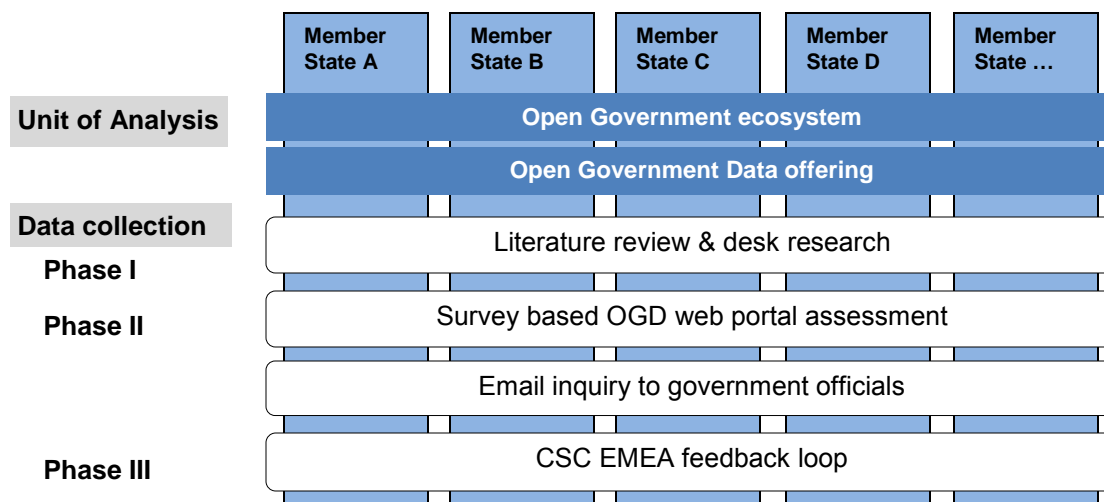 Member
State A
Member
State B
Member
State C
Member
State D
Member
State …
Unit of Analysis
Open Government ecosystem
Open Government Data offering
Data collection
Literature review & desk research
Phase I
Phase II
Survey based OGD web portal assessment
Email inquiry to government officials
Phase III
CSC EMEA feedback loop